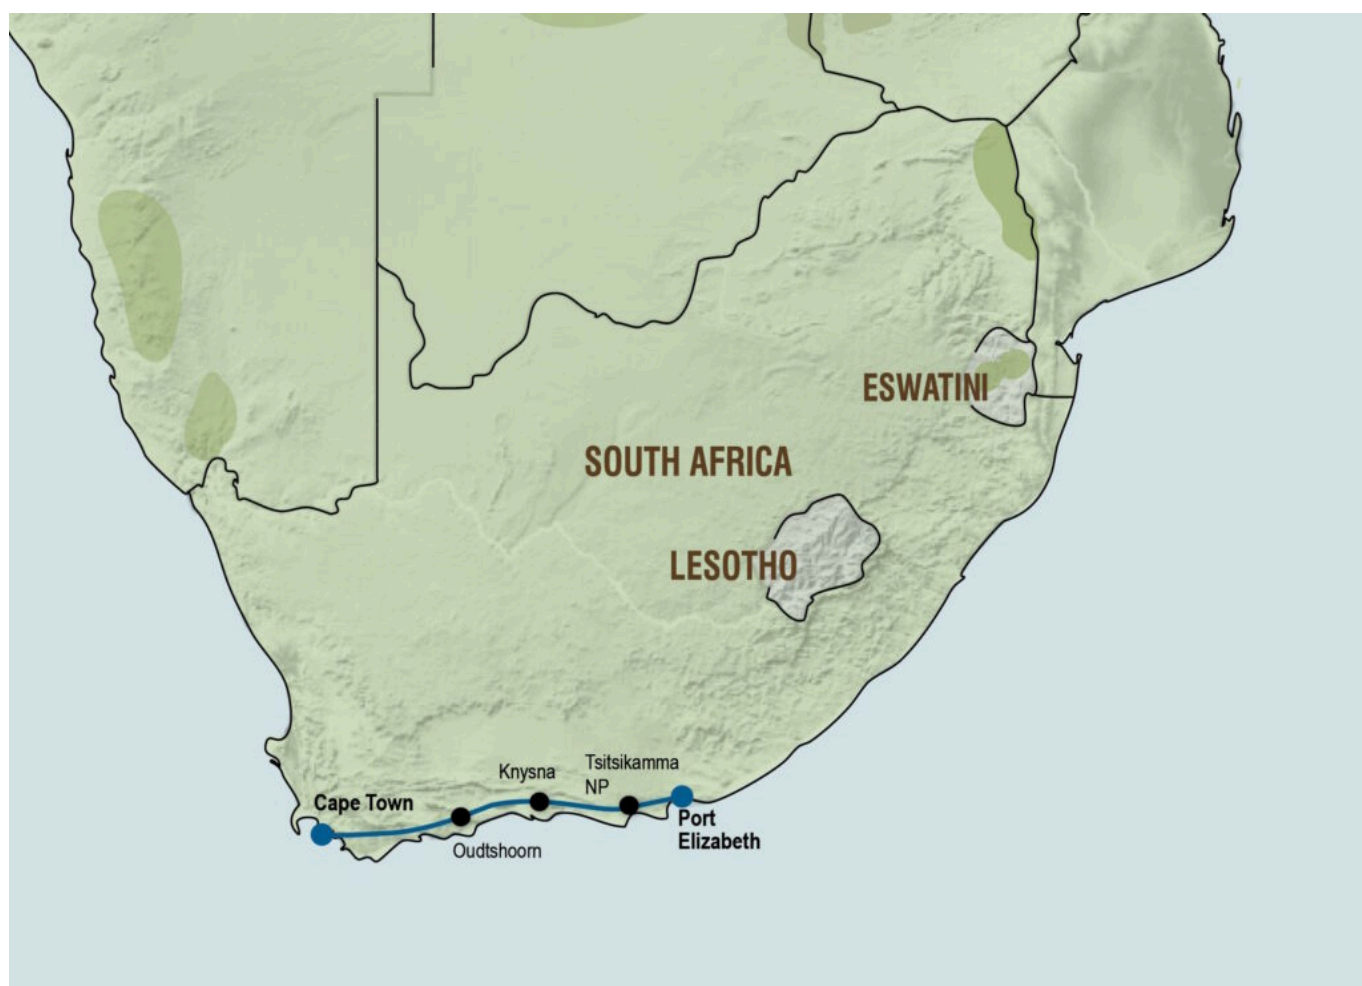 ESWATINI
SOUTH AFRICA
LESOTHO
Tsitsikamma
NP
Knysna
Cape Town
Port
Elizabeth
Oudtshoorn